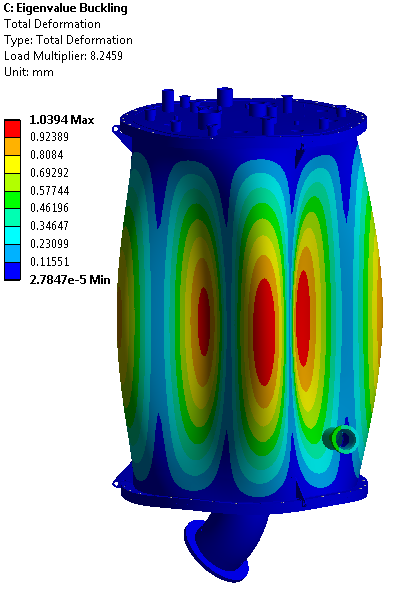 C: Eigenvalue Buckling
Total Deformation
Type: Total Deformation
Load Multiplier: 8.2459
Unit: mm
1.0394 Max
0.92389
0.8084
0.69292
0.57744
0.46196
0.34647
0.23099
0.11551
2.7847e-5 Min